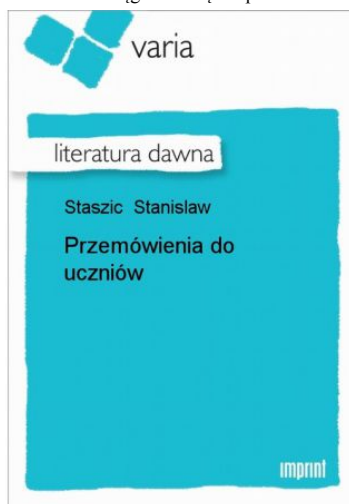 varia
literatura dawna
Staszic Stanislaw
Przemówienia do
uczniów
imprint